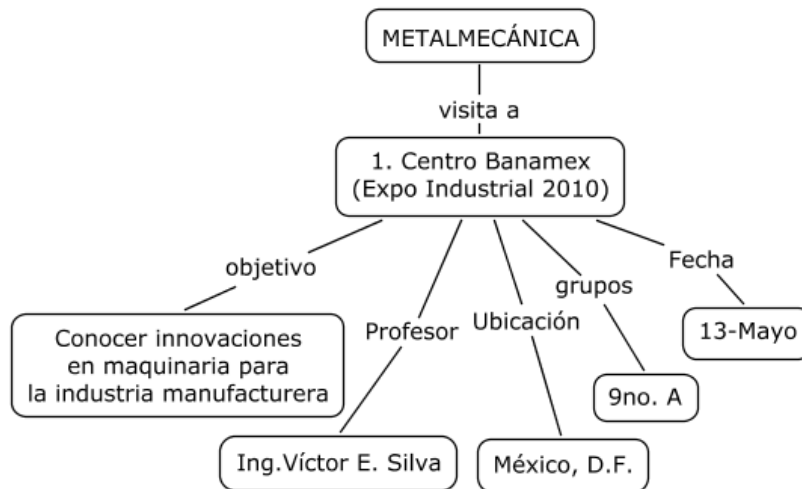 METALMECÁNICA
visita a
1. Centro Banamex
(Expo Industrial 2010)
objetivo
Profesor
Ubicación
grupos
Fecha
Conocer innovaciones
en maquinaria para
la industria manufacturera
Ing.Víctor E. Silva
México, D.F.
9no. A
13-Mayo